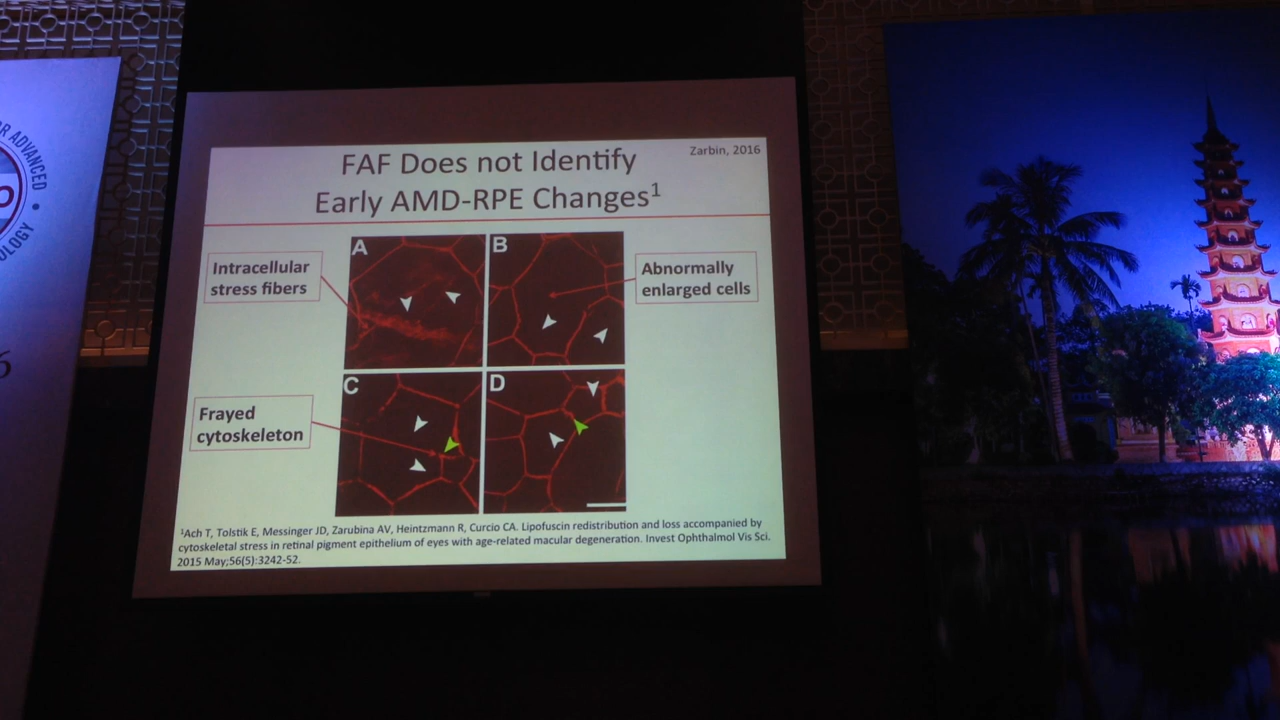 R ADVANCED
O
OLOGY •
6
Zarbin, 2016
FAF Does not Identify
Early AMD-RPE Changes1
A
B
Intracellular
stress fibers
Abnormally
enlarged cells
C
D
Frayed
cytoskeleton
1Ach T, Tolstik E, Messinger JD, Zarubina AV, Heintzmann R, Curcio CA. Lipofuscin redistribution and loss accompanied by
cytoskeletal stress in retinal pigment epithelium of eyes with age-related macular degeneration. Invest Ophthalmol Vis Sci.
2015 May;56(5):3242-52.